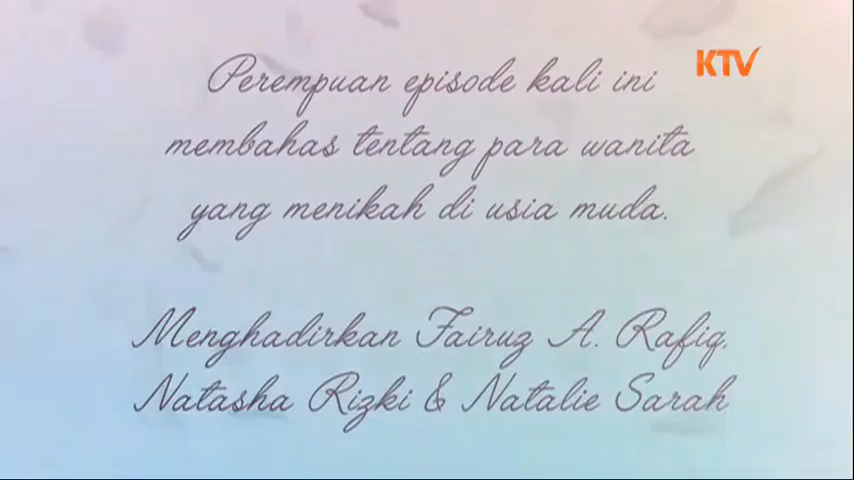 KTV
Perempuan episode kali ini
membahas tentang para wanita
yang menikah di usia muda.
Menghadirkan Fairuz A. Rafiq,
Natasha Rizki & Natalie Sarah